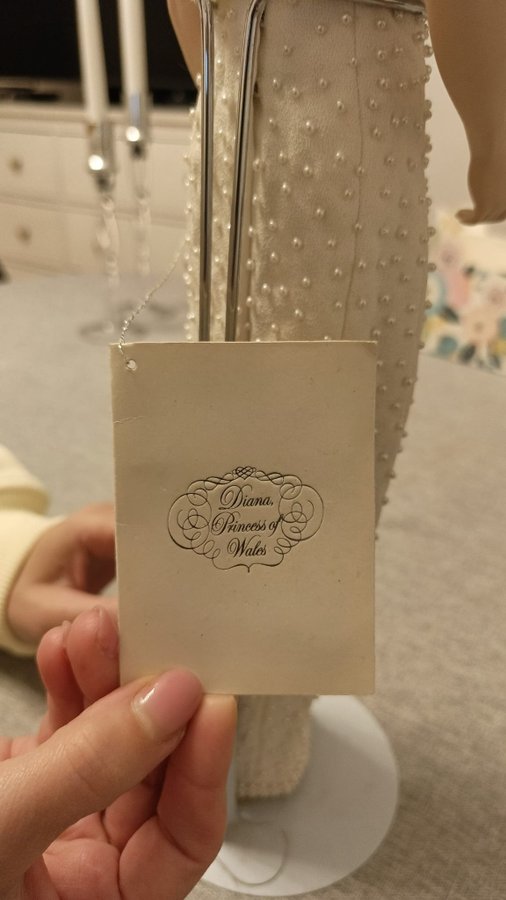 Diana,
Princess of
Wales